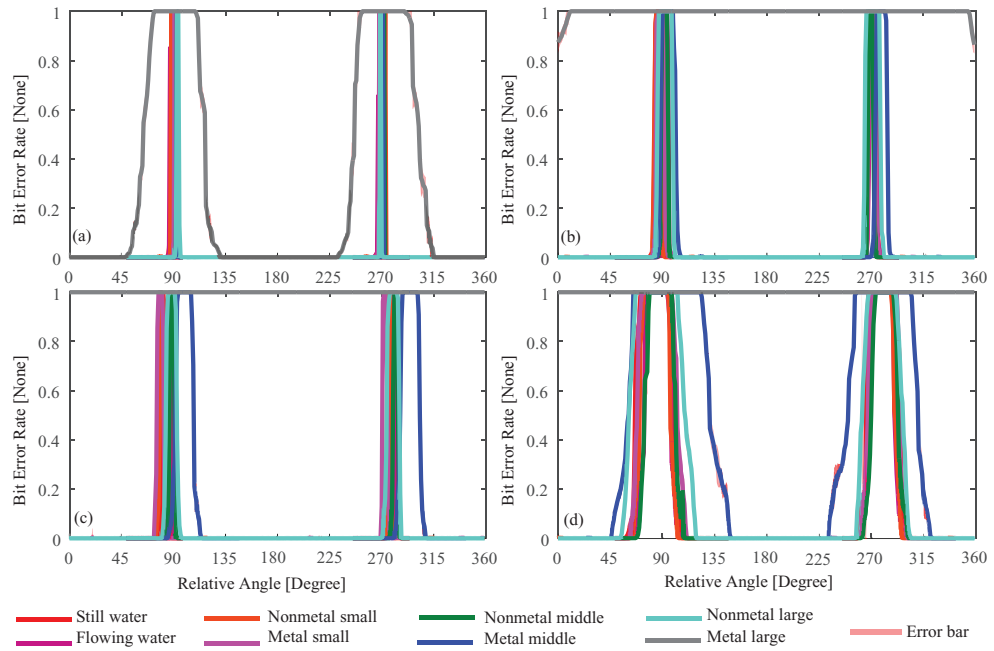 Bit Error Rate [None]
1
0.8
0.6
0.4
0.2
0
(a)
0 45 90 135 180 225 270 315 360
Bit Error Rate [None]
1
0.8
0.6
0.4
0.2
0
(b)
0 45 90 135 180 225 270 315 360
Bit Error Rate [None]
1
0.8
0.6
0.4
0.2
0
(c)
0 45 90 135 180 225 270 315 360
Relative Angle [Degree]
Bit Error Rate [None]
1
0.8
0.6
0.4
0.2
0
(d)
0 45 90 135 180 225 270 315 360
Relative Angle [Degree]
Still water
Nonmetal small
Nonmetal middle
Nonmetal large
Flowing water
Metal small
Metal middle
Metal large
Error bar